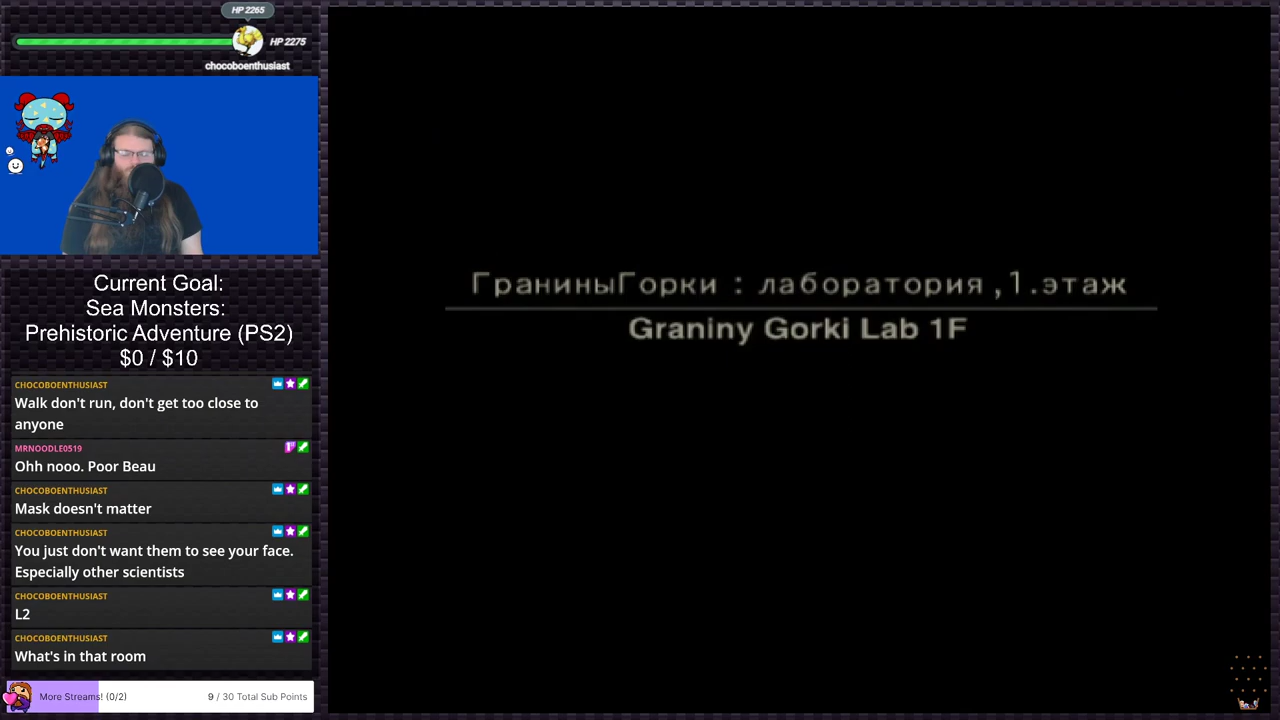 HP 2265
HP 2275
chocoboenthusiast
Current Goal:
Sea Monsters:
Prehistoric Adventure (PS2)
$0 / $10
CHOCOBOENTHUSIAST
Walk don't run, don't get too close to
anyone
MRNOODLE0519
Ohh nooo. Poor Beau
CHOCOBOENTHUSIAST
Mask doesn't matter
CHOCOBOENTHUSIAST
You just don't want them to see your face.
Especially other scientists
CHOCOBOENTHUSIAST
L2
CHOCOBOENTHUSIAST
What's in that room
More Streams! (0/2)
9 / 30 Total Sub Points
ГраниныГорки : лаборатория ,1.этаж
Graniny Gorki Lab 1F